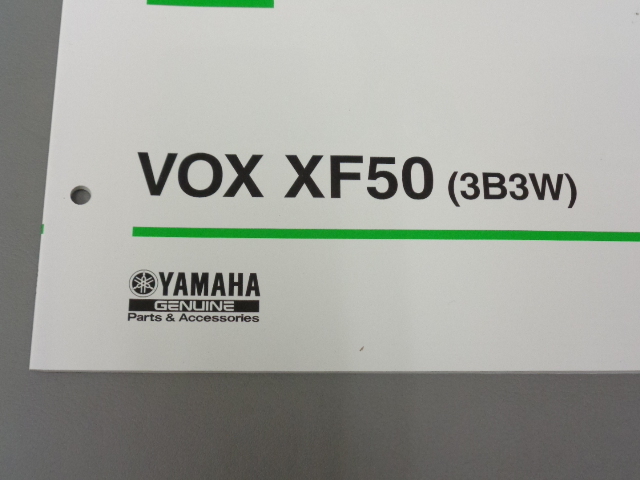 VOX XF50 (3B3W)
YAMAHA
GENUINE
Parts & Accessories